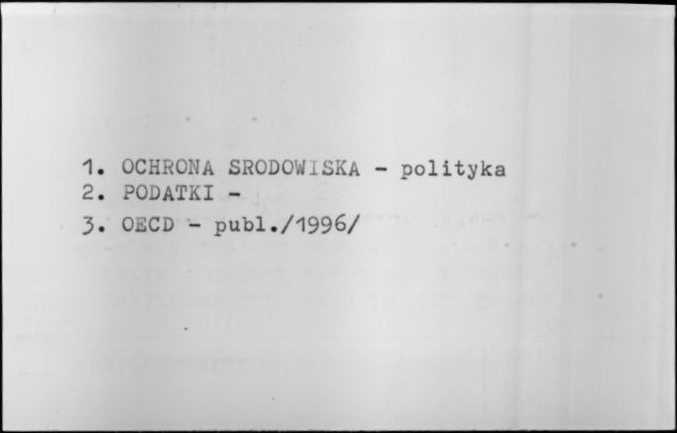 1. OCHRONA SRODOWISKA - polityka
2. PODATKI -
3. OECD - publ./1996/